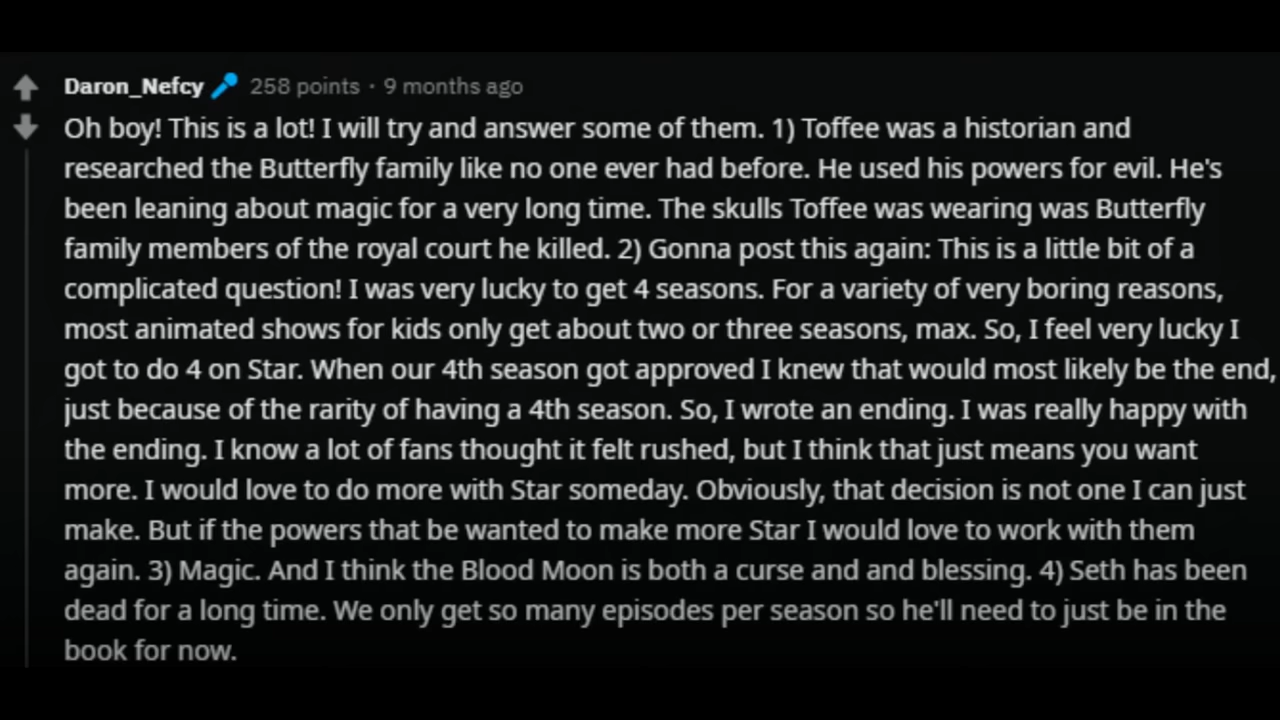 Daron_Nefcy 258 points · 9 months ago
Oh boy! This is a lot! I will try and answer some of them. 1) Toffee was a historian and
researched the Butterfly family like no one ever had before. He used his powers for evil. He's
been leaning about magic for a very long time. The skulls Toffee was wearing was Butterfly
family members of the royal court he killed. 2) Gonna post this again: This is a little bit of a
complicated question! I was very lucky to get 4 seasons. For a variety of very boring reasons,
most animated shows for kids only get about two or three seasons, max. So, I feel very lucky I
got to do 4 on Star. When our 4th season got approved I knew that would most likely be the end,
just because of the rarity of having a 4th season. So, I wrote an ending. I was really happy with
the ending. I know a lot of fans thought it felt rushed, but I think that just means you want
more. I would love to do more with Star someday. Obviously, that decision is not one I can just
make. But if the powers that be wanted to make more Star I would love to work with them
again. 3) Magic. And I think the Blood Moon is both a curse and and blessing. 4) Seth has been
dead for a long time. We only get so many episodes per season so he'll need to just be in the
book for now.